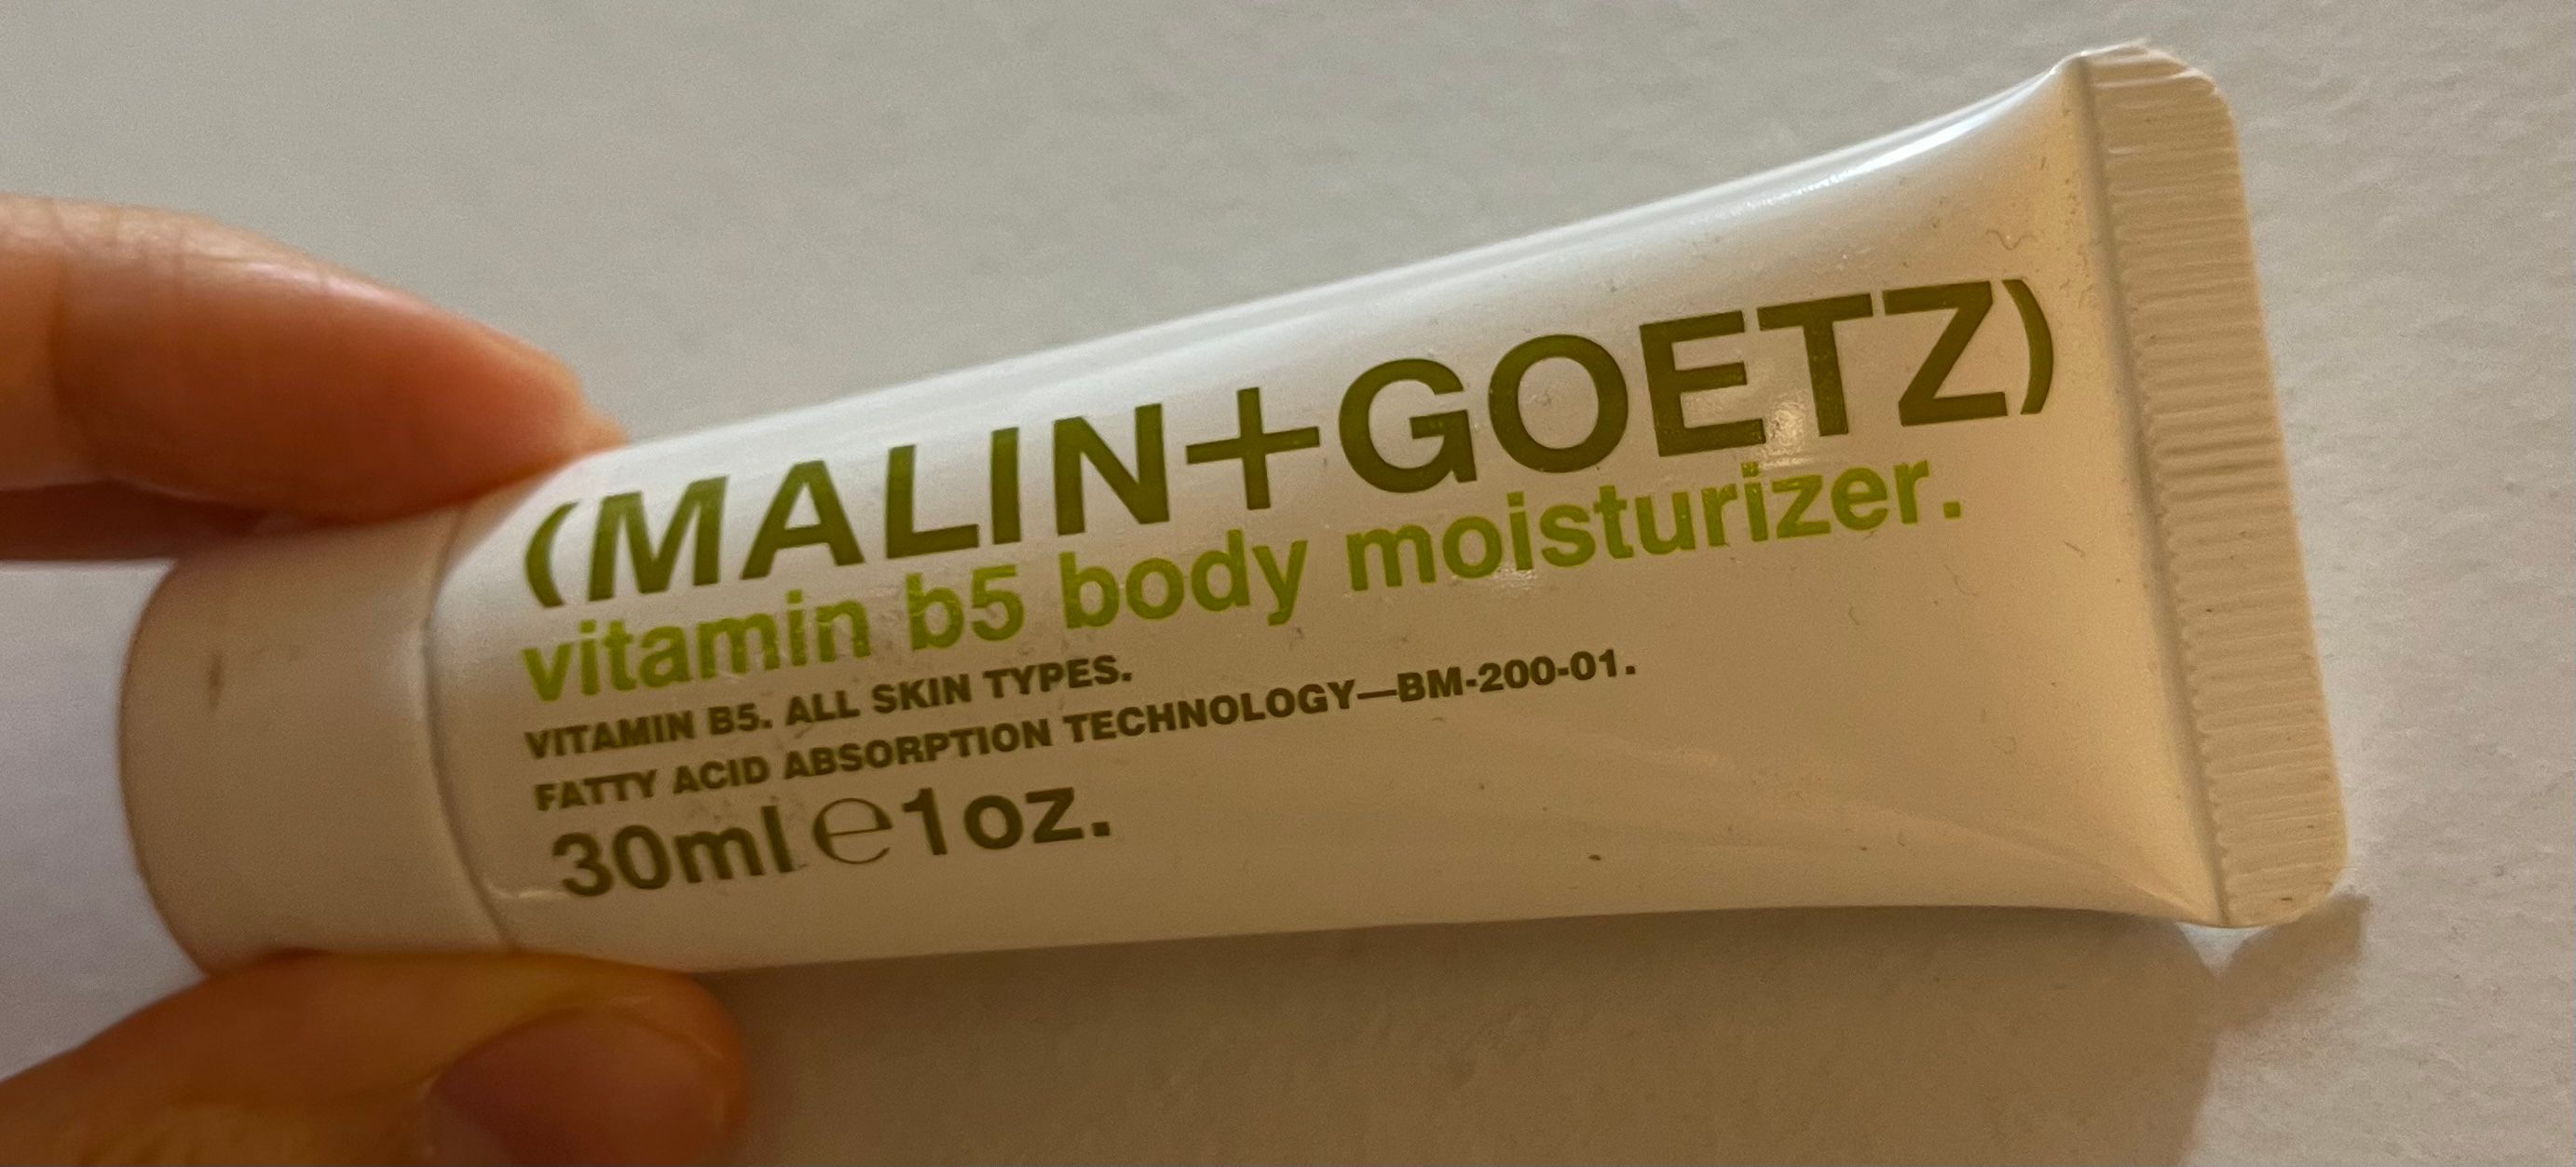 (MALIN+GOETZ)
vitamin b5 body moisturizer.
VITAMIN B5. ALL SKIN TYPES.
FATTY ACID ABSORPTION TECHNOLOGY—BM-200-01.
30ml℮1oz.